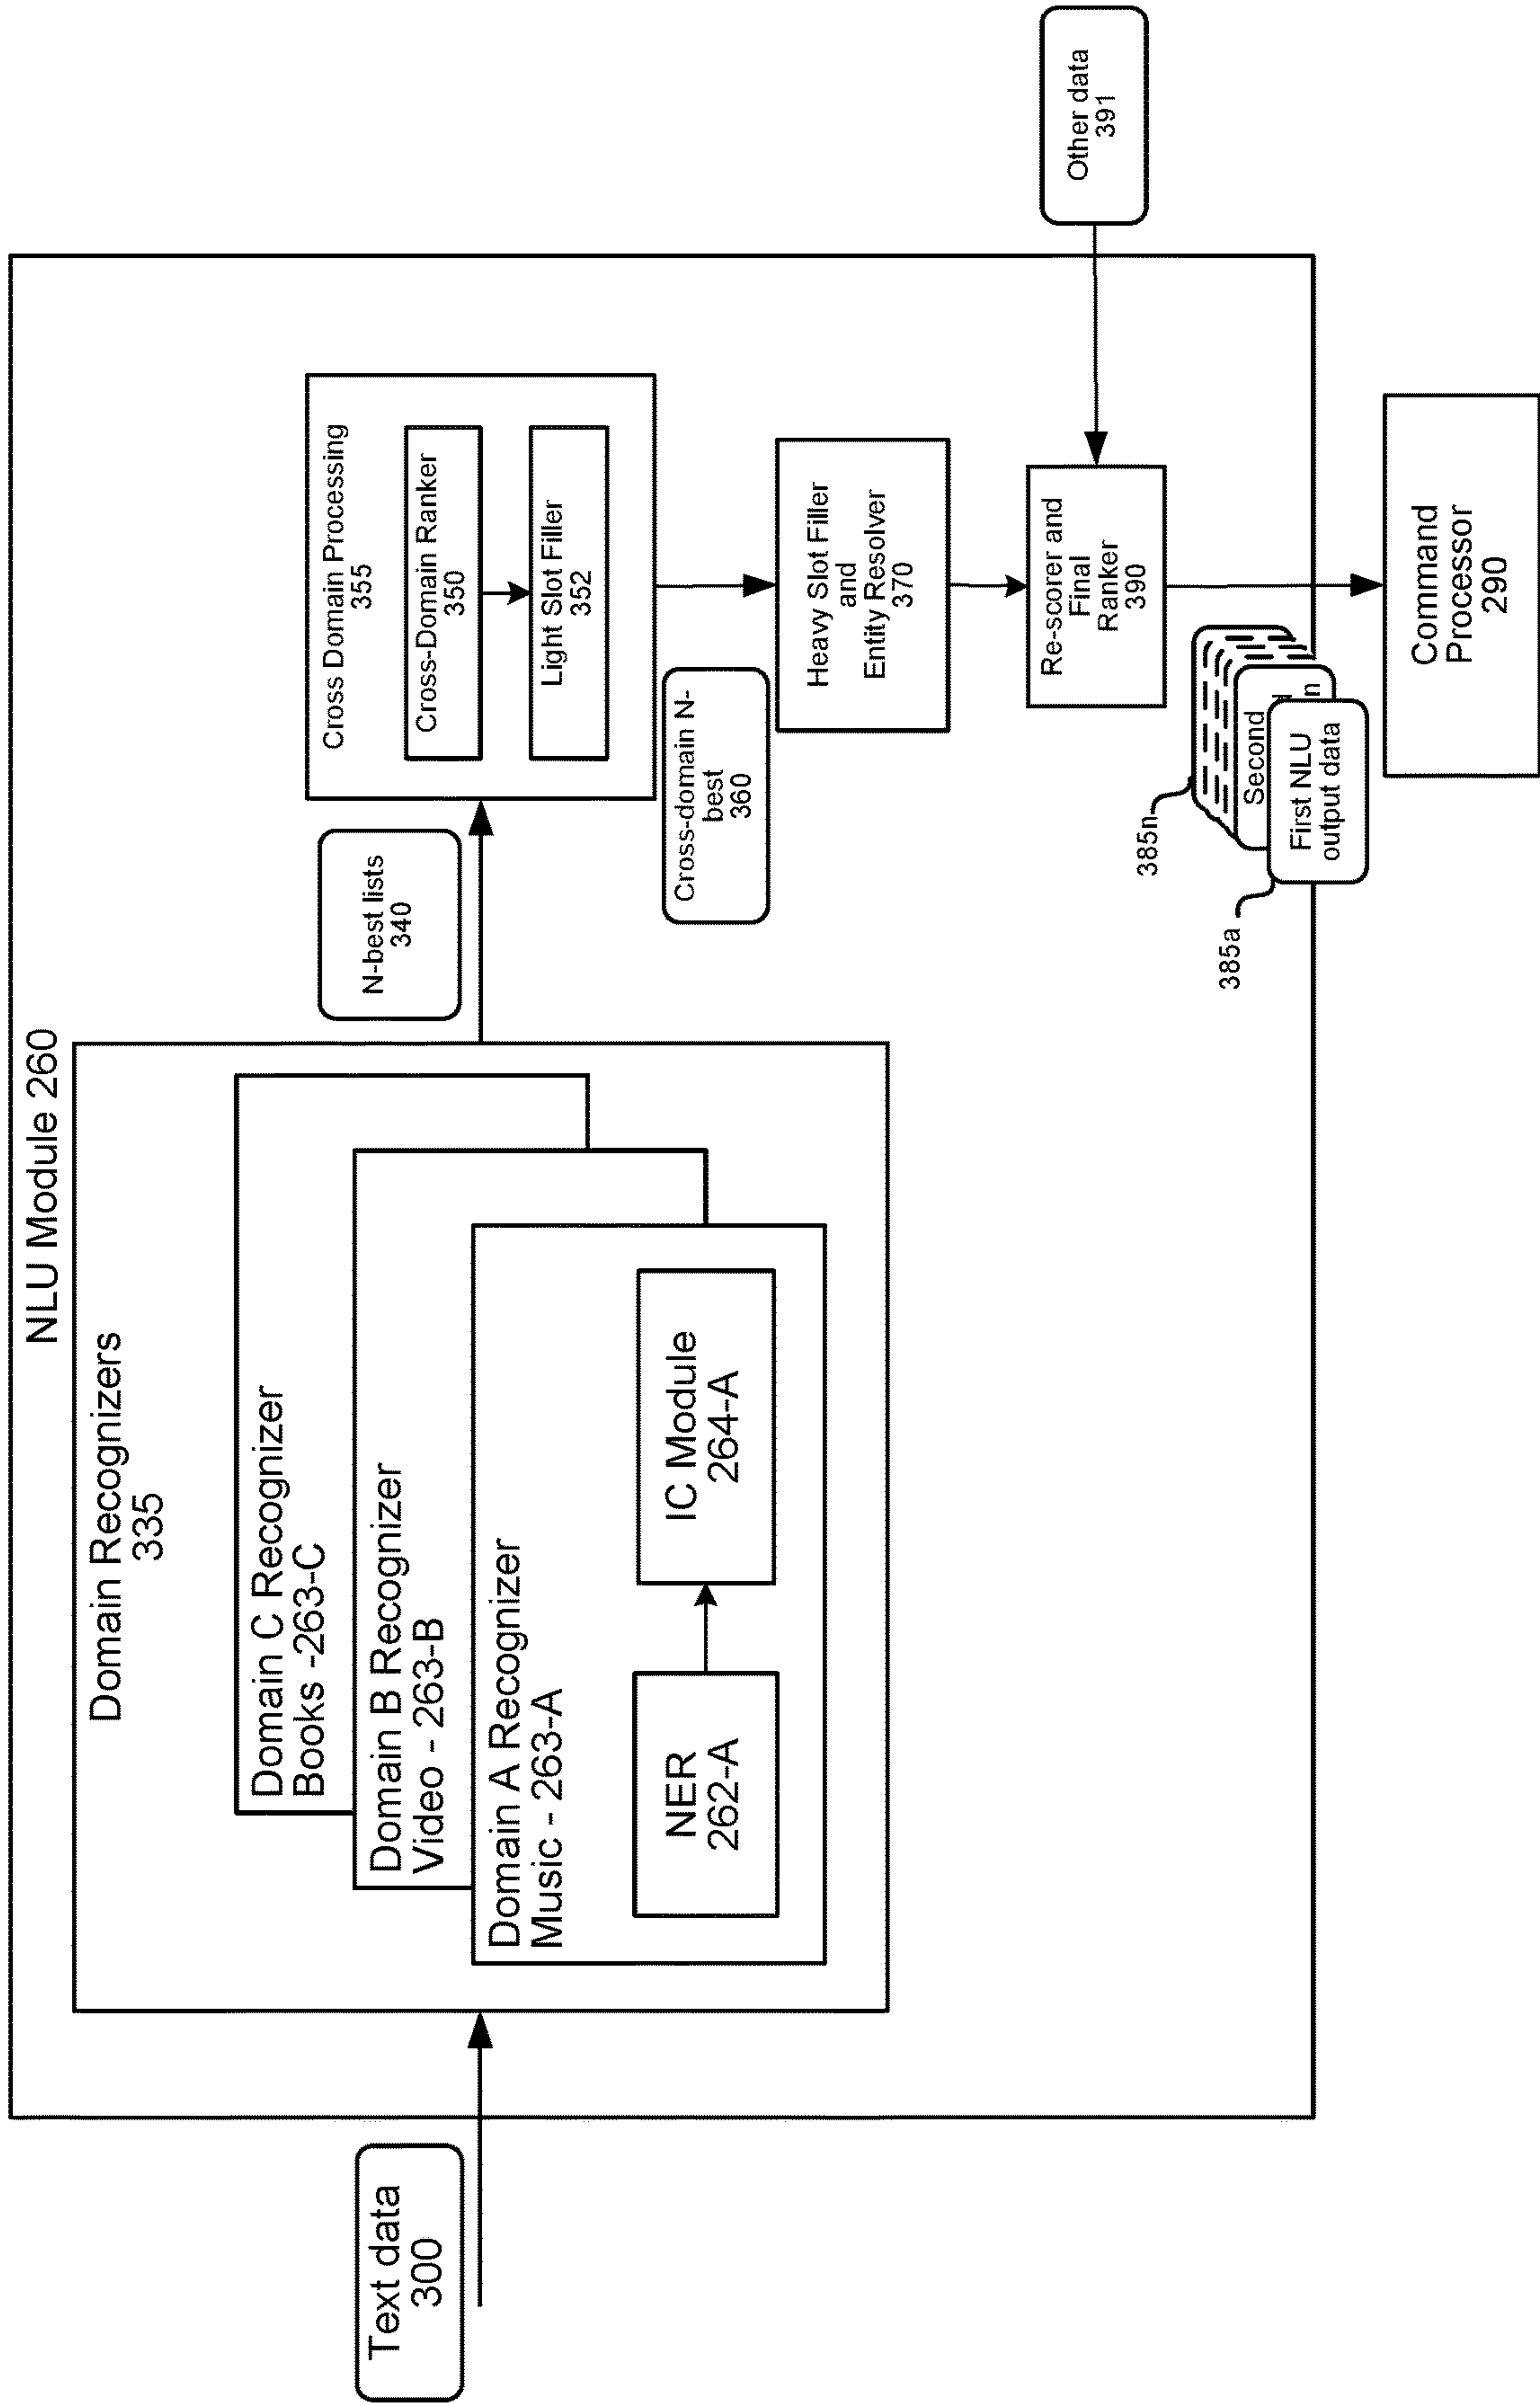 NLU Module 260
Text data
300
Domain Recognizers
335
Domain C Recognizer
Books -263-C
Domain B Recognizer
Video - 263-B
Domain A Recognizer
Music - 263-A
NER
262-A
IC Module
264-A
N-best lists
340
Cross Domain Processing
355
Cross-Domain Ranker
350
Light Slot Filler
352
Cross-domain N-
best
360
Heavy Slot Filler
and
Entity Resolver
370
Re-scorer and
Final
Ranker
390
Other data
391
385n
385a
Second
n
First NLU
output data
Command
Processor
290